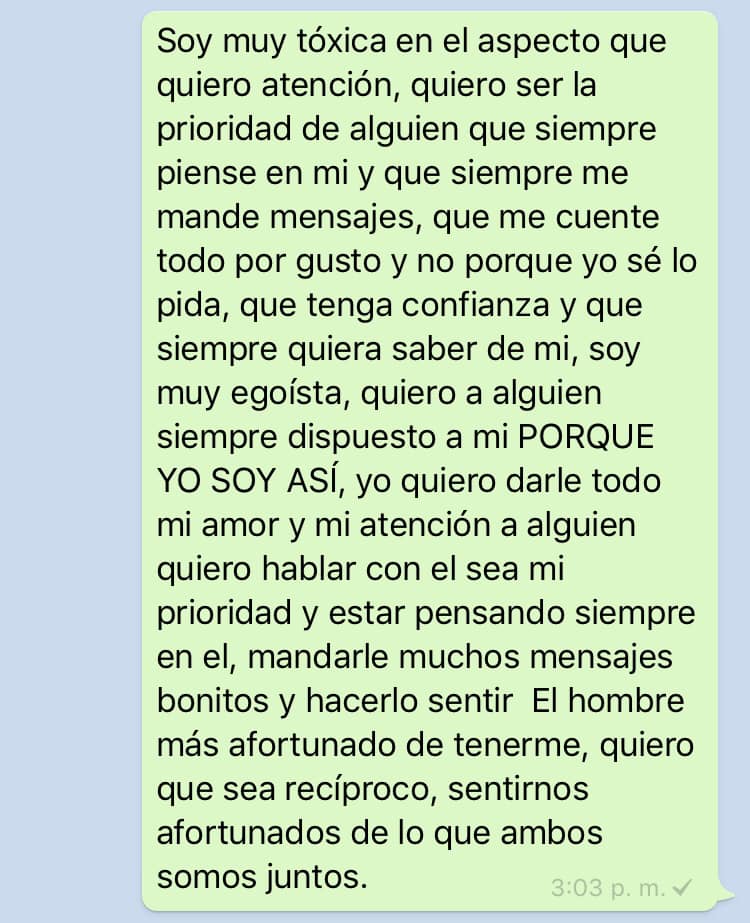 Soy muy tóxica en el aspecto que
quiero atención, quiero ser la
prioridad de alguien que siempre
piense en mi y que siempre me
mande mensajes, que me cuente
todo por gusto y no porque yo sé lo
pida, que tenga confianza y que
siempre quiera saber de mi, soy
muy egoísta, quiero a alguien
siempre dispuesto a mi PORQUE
YO SOY ASÍ, yo quiero darle todo
mi amor y mi atención a alguien
quiero hablar con el sea mi
prioridad y estar pensando siempre
en el, mandarle muchos mensajes
bonitos y hacerlo sentir  El hombre
más afortunado de tenerme, quiero
que sea recíproco, sentirnos
afortunados de lo que ambos
somos juntos.
3:03 p. m.